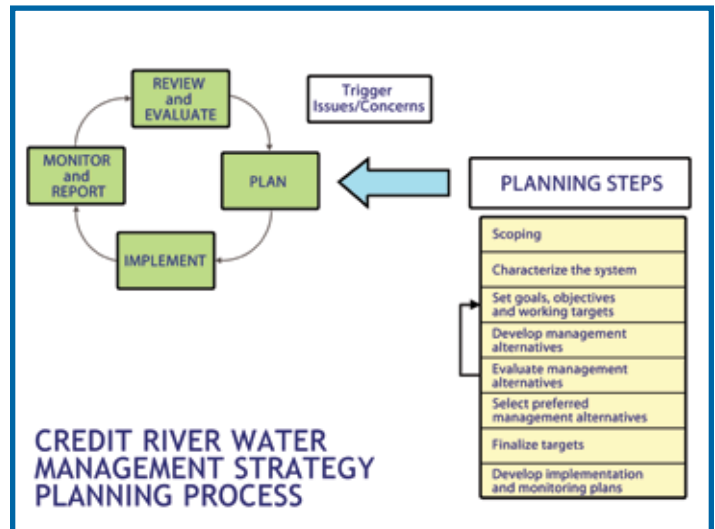 REVIEW
and
EVALUATE
Trigger
Issues/Concerns
MONITOR
and
REPORT
PLAN
IMPLEMENT
PLANNING STEPS
Scoping
Characterize the system
Set goals, objectives
and working targets
Develop management
alternatives
Evaluate management
alternatives
Select preferred
management alternatives
Finalize targets
Develop implementation
and monitoring plans
CREDIT RIVER WATER
MANAGEMENT STRATEGY
PLANNING PROCESS